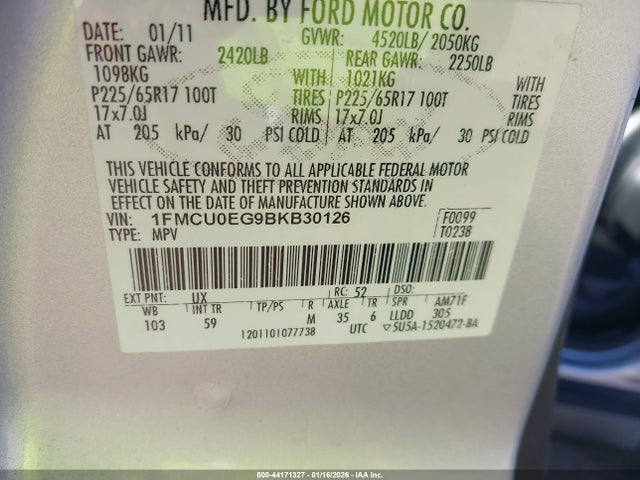 MFD. BY FORD MOTOR CO.
DATE: 01/11 GVWR: 4520LB/ 2050KG
FRONT GAWR: 2420LB REAR GAWR: 2250LB
1098KG WITH 1021KG WITH
P225/65R17 100T TIRES P225/65R17 100T TIRES
17x7.0J RIMS 17x7.0J RIMS
AT 205 kPa/ 30 PSI COLD AT 205 kPa/ 30 PSI COLD
THIS VEHICLE CONFORMS TO ALL APPLICABLE FEDERAL MOTOR
VEHICLE SAFETY AND THEFT PREVENTION STANDARDS IN
EFFECT ON THE DATE OF MANUFACTURE SHOWN ABOVE.
VIN: 1FMCU0EG9BKB30126 F0099
TYPE: MPV T0238
EXT PNT: UX RC: 52 DSO:
WB INT TR TP/PS R AXLE TR SPR AM71F
103 59 M 35 6 LLDD 305
1201101077738 UTC ▽5U5A-1520472-BA
000-44171327 | 01/16/2026 - IAA Inc.